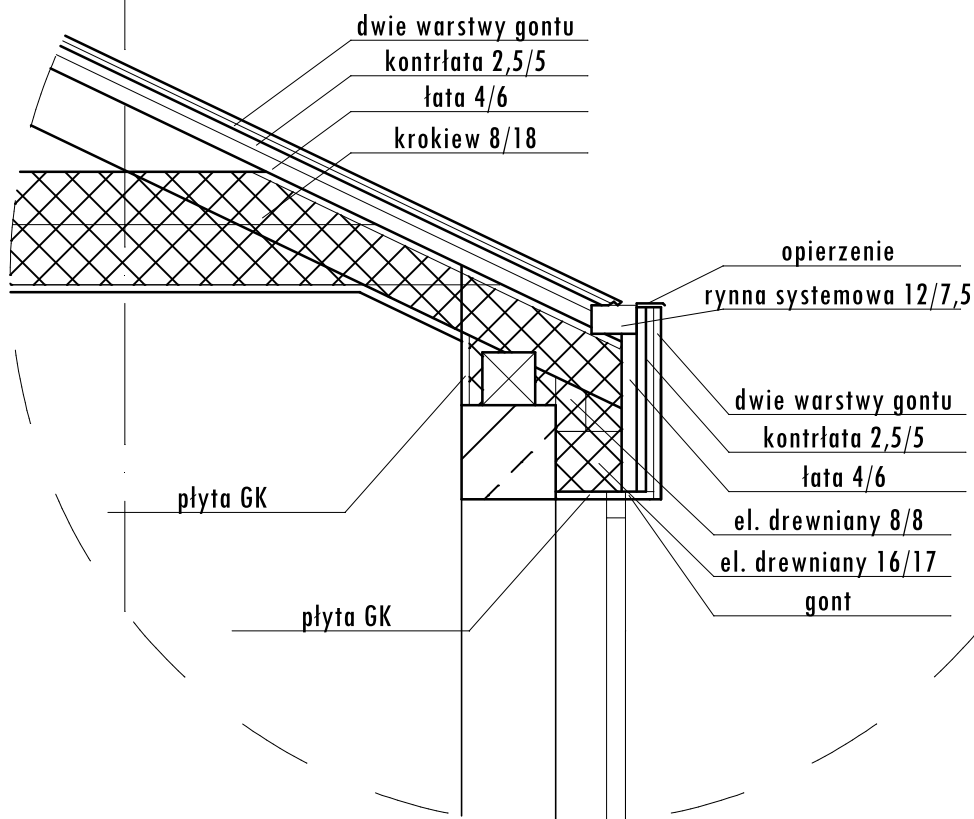 dwie warstwy gontu
kontrłata 2,5/5
łata 4/6
krokiew 8/18
opierzenie
rynna systemowa 12/7,5
dwie warstwy gontu
kontrłata 2,5/5
łata 4/6
płyta GK
el. drewniany 8/8
el. drewniany 16/17
gont
płyta GK